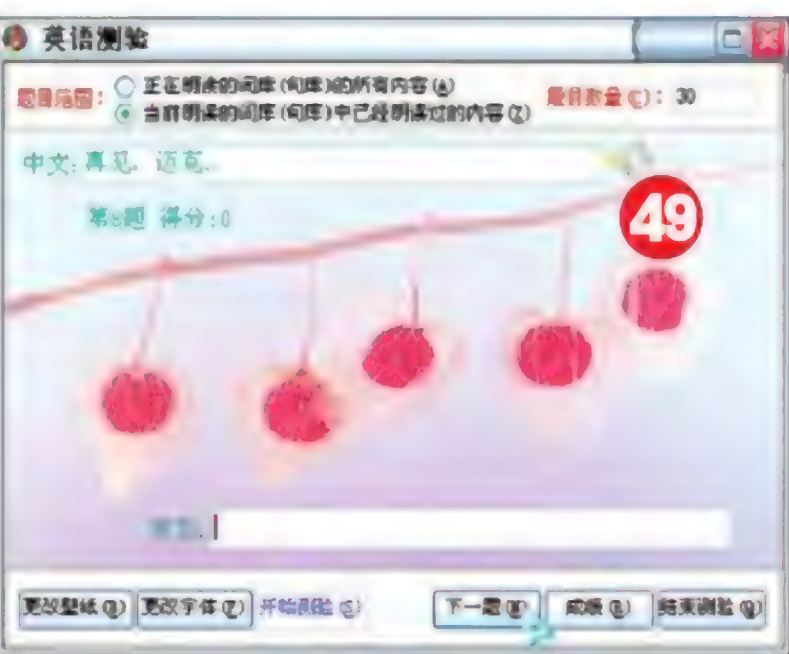 英语测验
题目范围: 正在朗读的词库(句库)的所有内容(A)
当前朗读的词库(句库)中已经朗读过的内容(Z)
题目数量(C): 30
中文: 再见, 迈克.
得分:0
49
更改壁纸 更改字体 开始测验(S) 下一题 成绩 结束测验(Q)